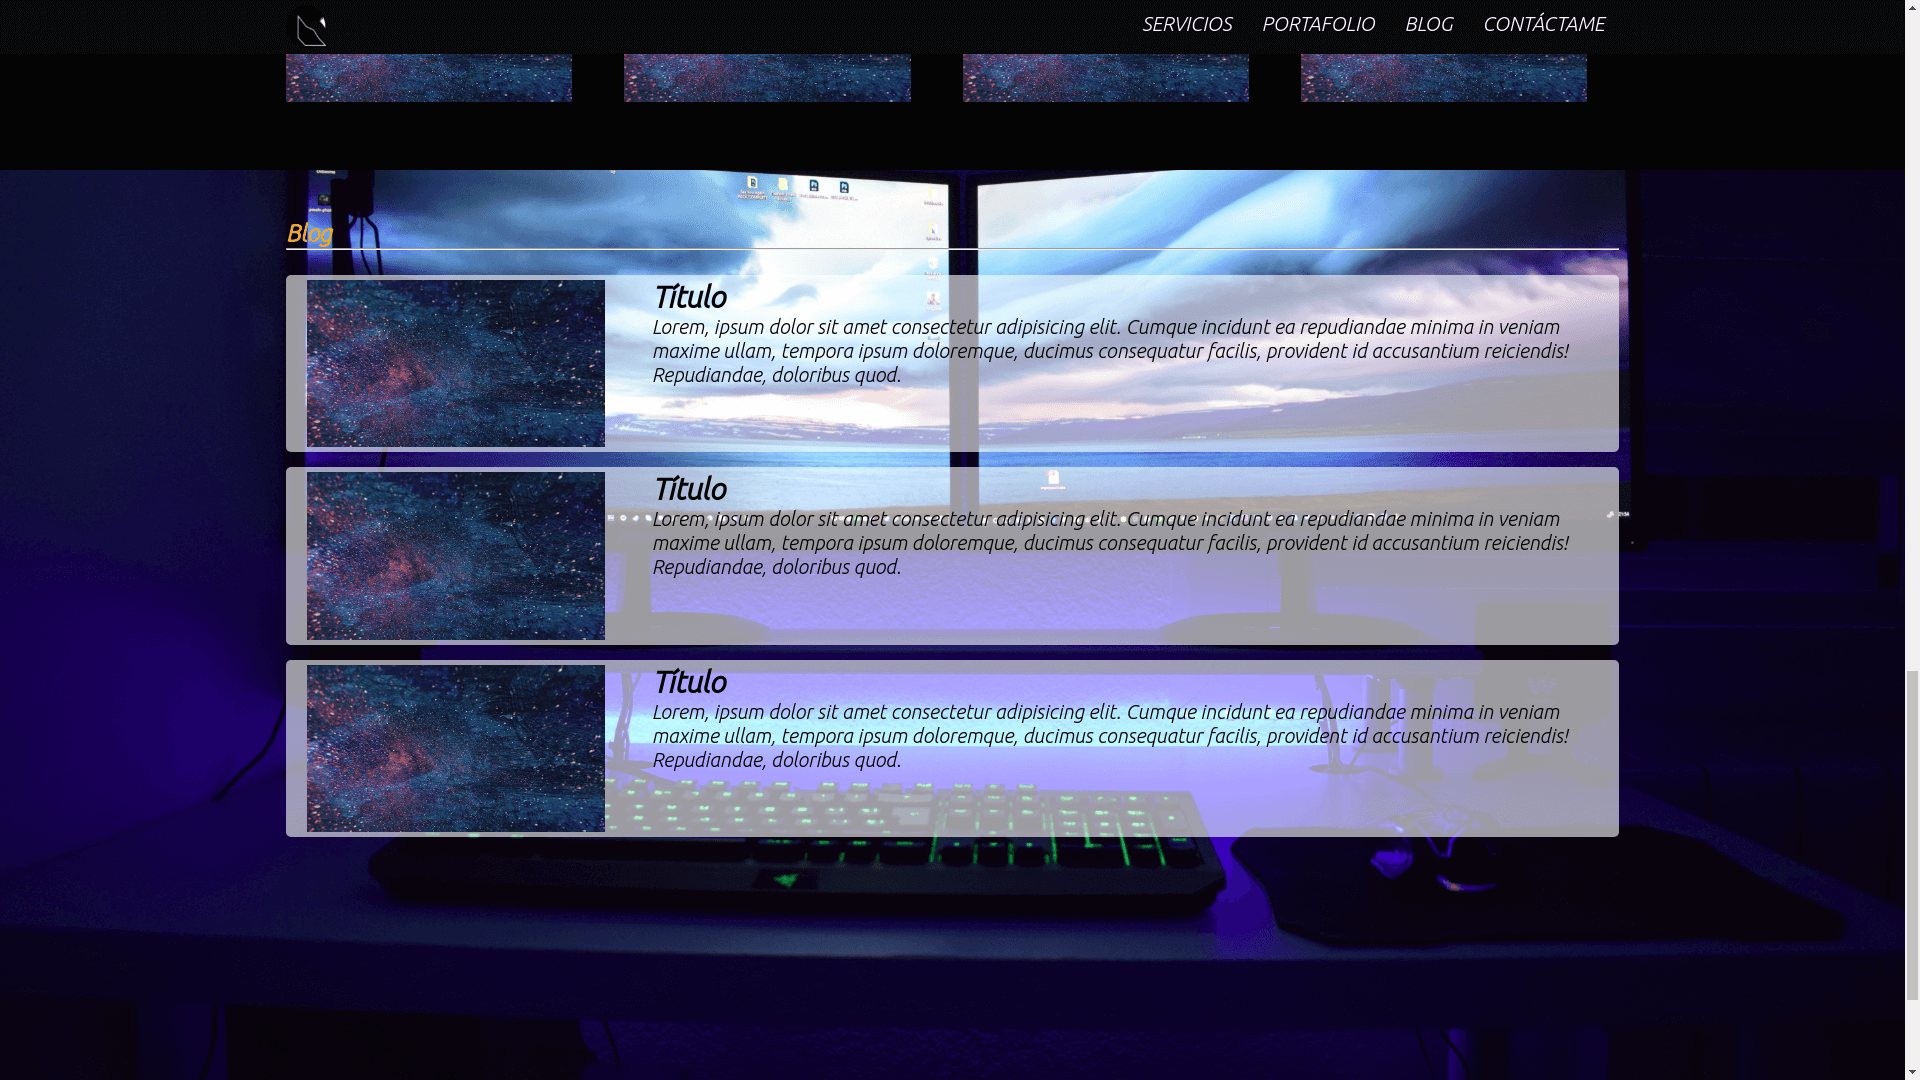 SERVICIOS PORTAFOLIO BLOG CONTÁCTAME
Blog
Título
Lorem, ipsum dolor sit amet consectetur adipisicing elit. Cumque incidunt ea repudiandae minima in veniam
maxime ullam, tempora ipsum doloremque, ducimus consequatur facilis, provident id accusantium reiciendis!
Repudiandae, doloribus quod.
Título
Lorem, ipsum dolor sit amet consectetur adipisicing elit. Cumque incidunt ea repudiandae minima in veniam
maxime ullam, tempora ipsum doloremque, ducimus consequatur facilis, provident id accusantium reiciendis!
Repudiandae, doloribus quod.
Título
Lorem, ipsum dolor sit amet consectetur adipisicing elit. Cumque incidunt ea repudiandae minima in veniam
maxime ullam, tempora ipsum doloremque, ducimus consequatur facilis, provident id accusantium reiciendis!
Repudiandae, doloribus quod.